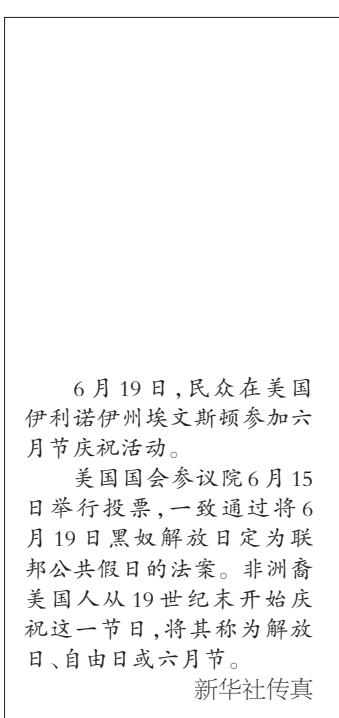 6月19日，民众在美国
伊利诺伊州埃文斯顿参加六
月节庆祝活动。
美国国会参议院6月15
日举行投票，一致通过将6
月19日黑奴解放日定为联
邦公共假日的法案。非洲裔
美国人从19世纪末开始庆
祝这一节日，将其称为解放
日、自由日或六月节。
新华社传真